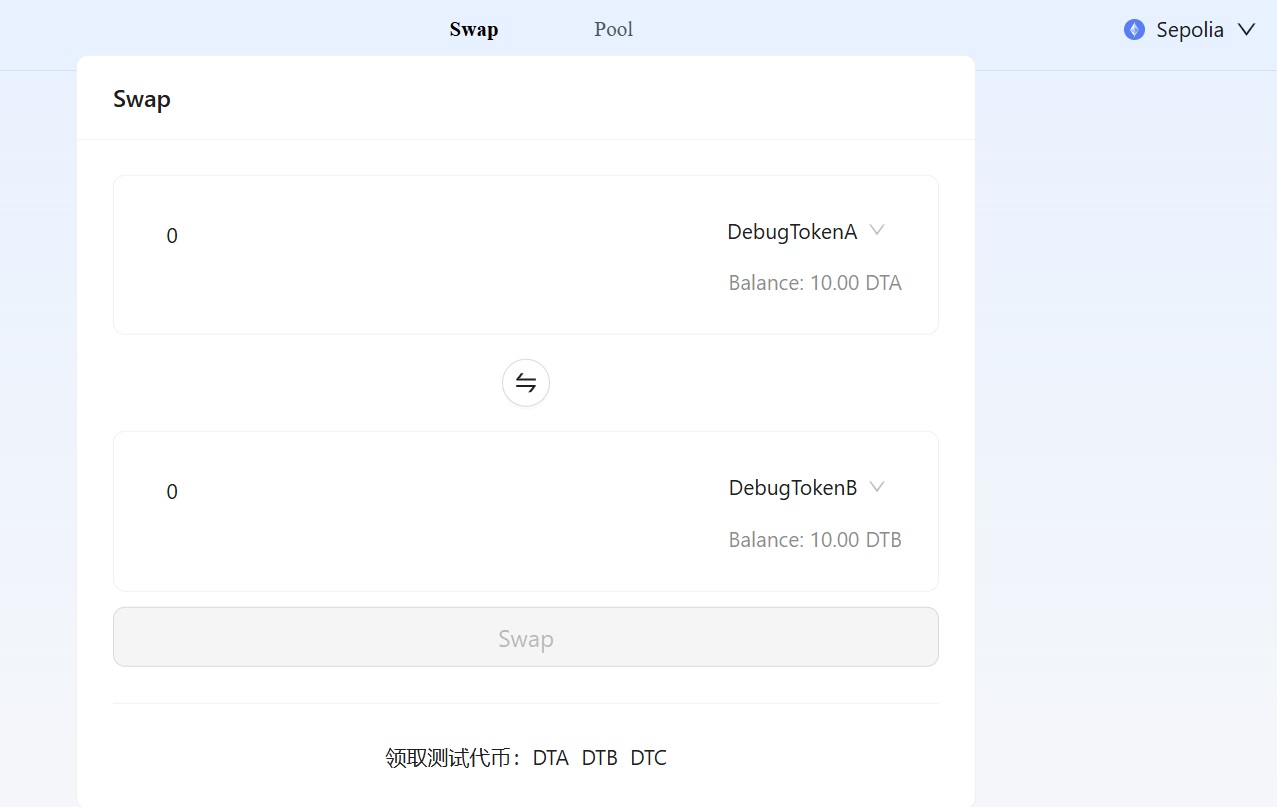 Swap Pool Sepolia
Swap
0 DebugTokenA
Balance: 10.00 DTA
0 DebugTokenB
Balance: 10.00 DTB
Swap
领取测试代币：DTA DTB DTC